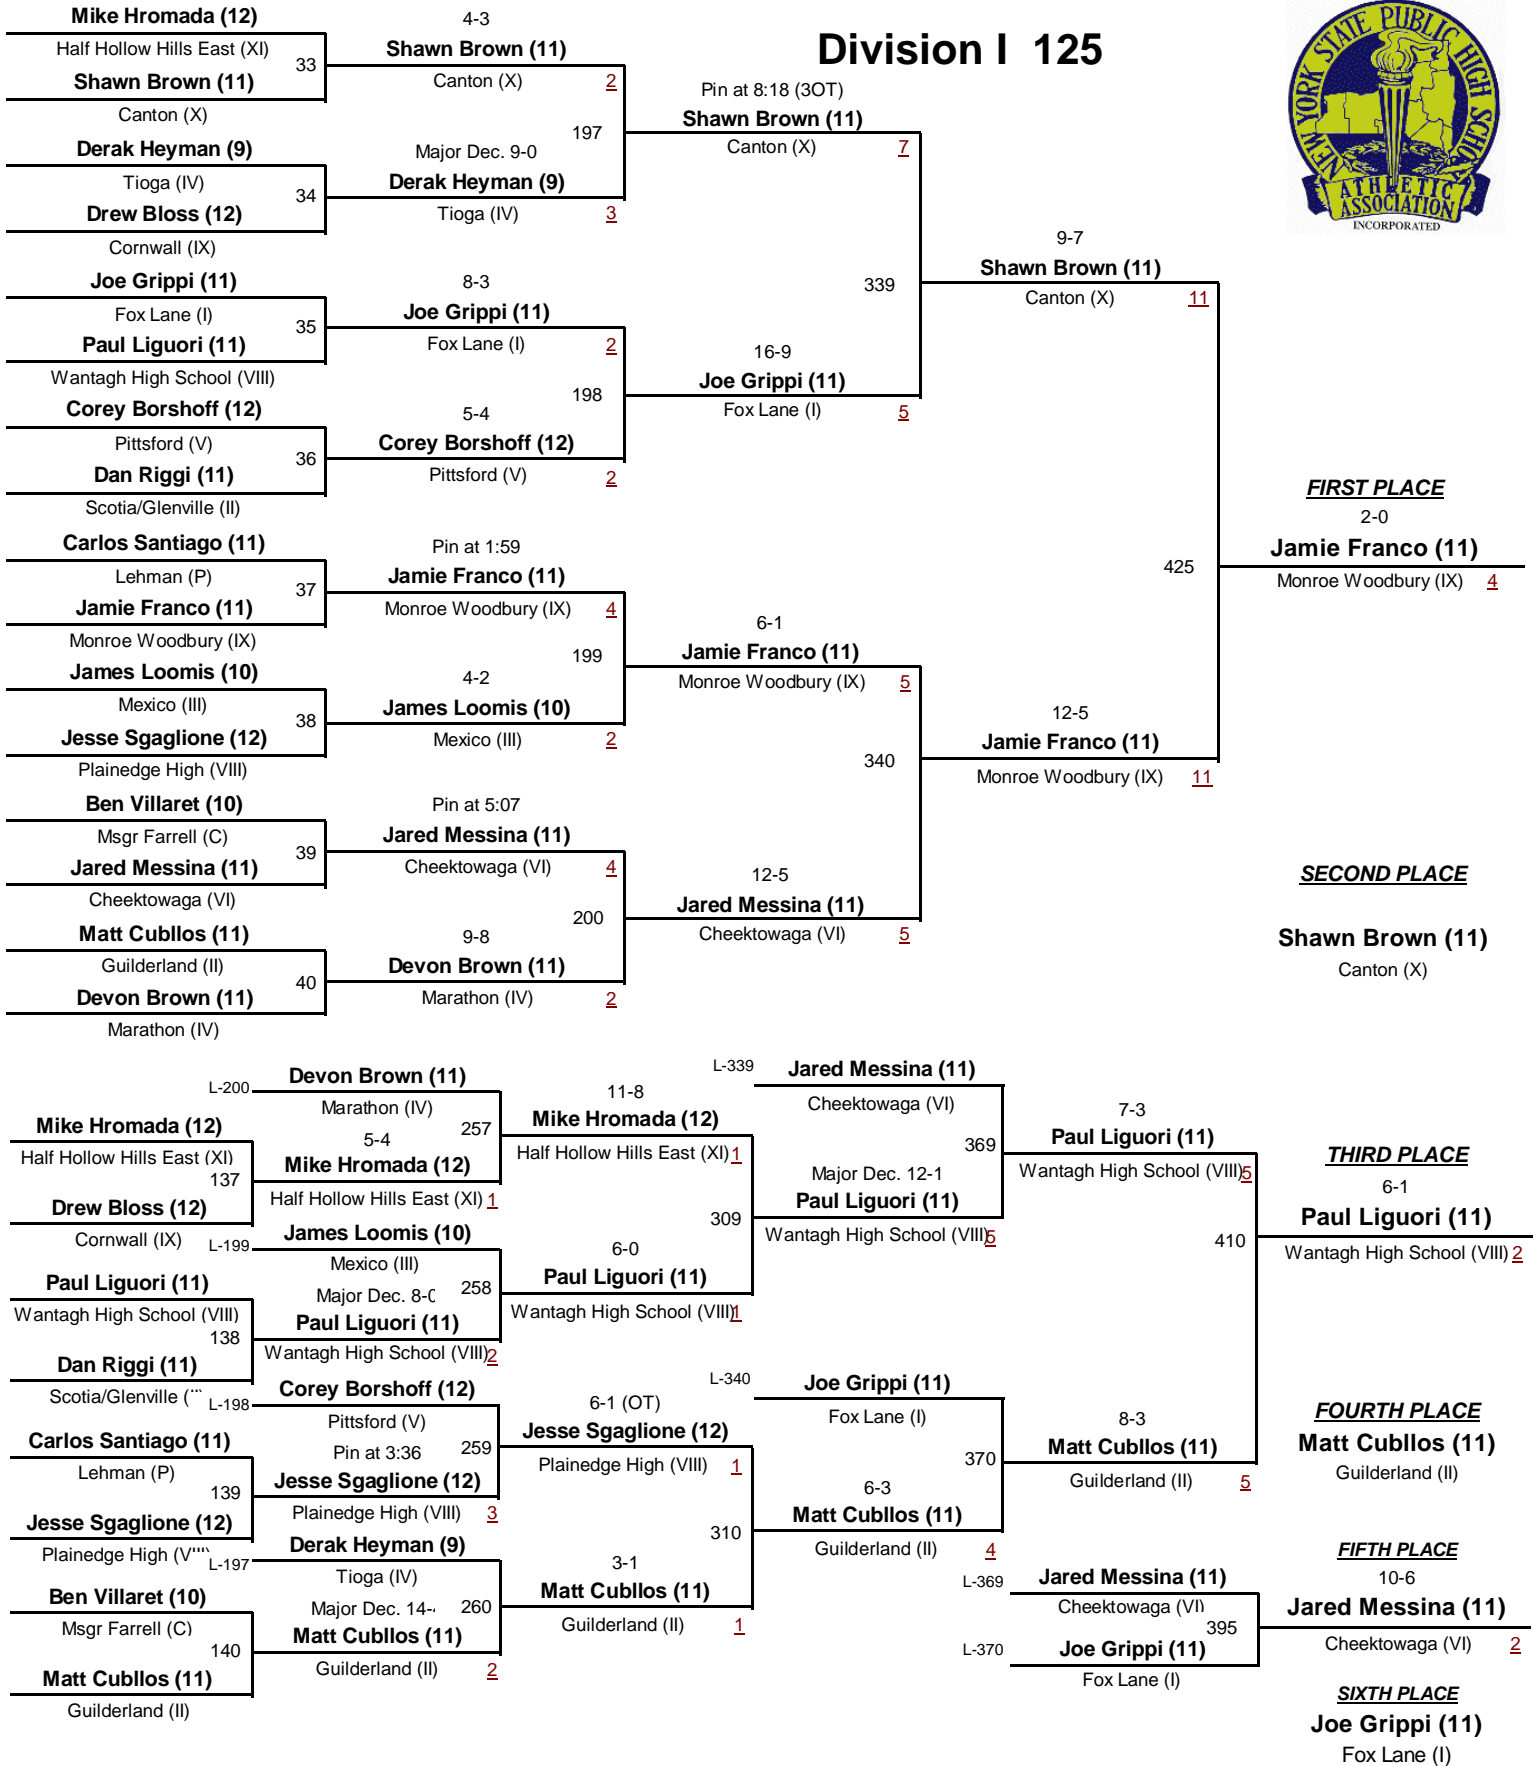 Division I 125
NEW YORK STATE PUBLIC HIGH SCHOOL
ATHLETIC
ASSOCIATION
INCORPORATED
Mike Hromada (12)
Half Hollow Hills East (XI)
33
Shawn Brown (11)
Canton (X)
Derak Heyman (9)
Tioga (IV)
34
Drew Bloss (12)
Cornwall (IX)
Joe Grippi (11)
Fox Lane (I)
35
Paul Liguori (11)
Wantagh High School (VIII)
Corey Borshoff (12)
Pittsford (V)
36
Dan Riggi (11)
Scotia/Glenville (II)
Carlos Santiago (11)
Lehman (P)
37
Jamie Franco (11)
Monroe Woodbury (IX)
James Loomis (10)
Mexico (III)
38
Jesse Sgaglione (12)
Plainedge High (VIII)
Ben Villaret (10)
Msgr Farrell (C)
39
Jared Messina (11)
Cheektowaga (VI)
Matt Cubllos (11)
Guilderland (II)
40
Devon Brown (11)
Marathon (IV)
4-3
Shawn Brown (11)
Canton (X) 2
197
Major Dec. 9-0
Derak Heyman (9)
Tioga (IV) 3
8-3
Joe Grippi (11)
Fox Lane (I) 2
198
5-4
Corey Borshoff (12)
Pittsford (V) 2
Pin at 1:59
Jamie Franco (11)
Monroe Woodbury (IX) 4
199
4-2
James Loomis (10)
Mexico (III) 2
Pin at 5:07
Jared Messina (11)
Cheektowaga (VI) 4
200
9-8
Devon Brown (11)
Marathon (IV) 2
Pin at 8:18 (3OT)
Shawn Brown (11)
Canton (X) 7
339
16-9
Joe Grippi (11)
Fox Lane (I) 5
6-1
Jamie Franco (11)
Monroe Woodbury (IX) 5
340
12-5
Jared Messina (11)
Cheektowaga (VI) 5
9-7
Shawn Brown (11)
Canton (X) 11
425
12-5
Jamie Franco (11)
Monroe Woodbury (IX) 11
FIRST PLACE
2-0
Jamie Franco (11)
Monroe Woodbury (IX) 4
SECOND PLACE
Shawn Brown (11)
Canton (X)
Mike Hromada (12)
Half Hollow Hills East (XI)
137
Drew Bloss (12)
Cornwall (IX)
Paul Liguori (11)
Wantagh High School (VIII)
138
Dan Riggi (11)
Scotia/Glenville (
Carlos Santiago (11)
Lehman (P)
139
Jesse Sgaglione (12)
Plainedge High (
Ben Villaret (10)
Msgr Farrell (C)
140
Matt Cubllos (11)
Guilderland (II)
L-200
Devon Brown (11)
Marathon (IV)
257
5-4
Mike Hromada (12)
Half Hollow Hills East (XI) 1
L-199
James Loomis (10)
Mexico (III)
258
Major Dec. 8-0
Paul Liguori (11)
Wantagh High School (VIII) 2
L-198
Corey Borshoff (12)
Pittsford (V)
259
Pin at 3:36
Jesse Sgaglione (12)
Plainedge High (VIII) 3
L-197
Derak Heyman (9)
Tioga (IV)
260
Major Dec. 14-
Matt Cubllos (11)
Guilderland (II) 2
11-8
Mike Hromada (12)
Half Hollow Hills East (XI) 1
309
6-0
Paul Liguori (11)
Wantagh High School (VIII) 1
6-1 (OT)
Jesse Sgaglione (12)
Plainedge High (VIII) 1
310
3-1
Matt Cubllos (11)
Guilderland (II) 1
L-339
Jared Messina (11)
Cheektowaga (VI)
369
Major Dec. 12-1
Paul Liguori (11)
Wantagh High School (VIII) 5
L-340
Joe Grippi (11)
Fox Lane (I)
370
6-3
Matt Cubllos (11)
Guilderland (II) 4
7-3
Paul Liguori (11)
Wantagh High School (VIII) 5
410
8-3
Matt Cubllos (11)
Guilderland (II) 5
THIRD PLACE
6-1
Paul Liguori (11)
Wantagh High School (VIII) 2
FOURTH PLACE
Matt Cubllos (11)
Guilderland (II)
L-369
Jared Messina (11)
Cheektowaga (VI)
395
L-370
Joe Grippi (11)
Fox Lane (I)
FIFTH PLACE
10-6
Jared Messina (11)
Cheektowaga (VI) 2
SIXTH PLACE
Joe Grippi (11)
Fox Lane (I)